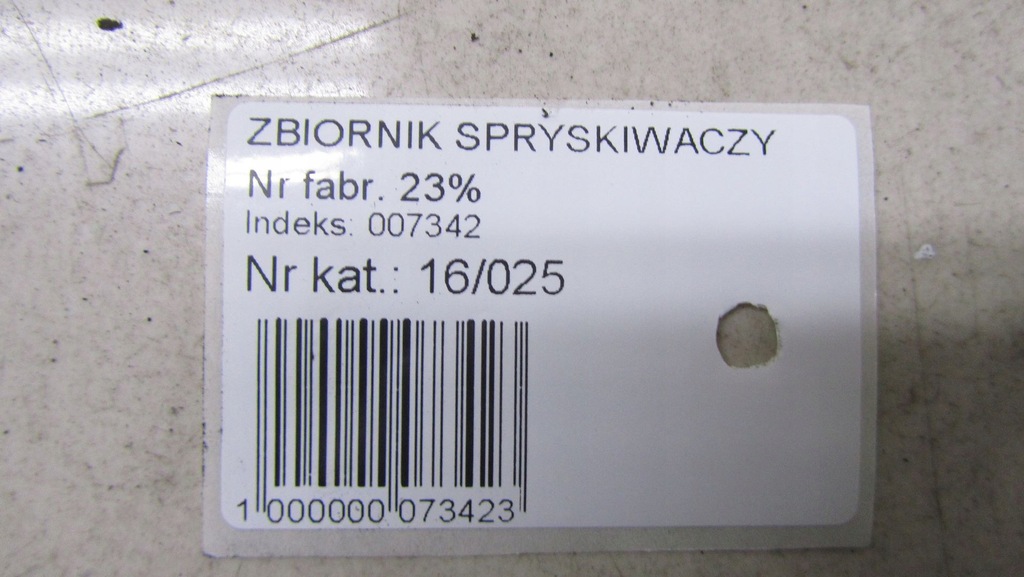 ZBIORNIK SPRYSKIWACZY
Nr fabr. 23%
Indeks: 007342
Nr kat.: 16/025
1 000000 073423